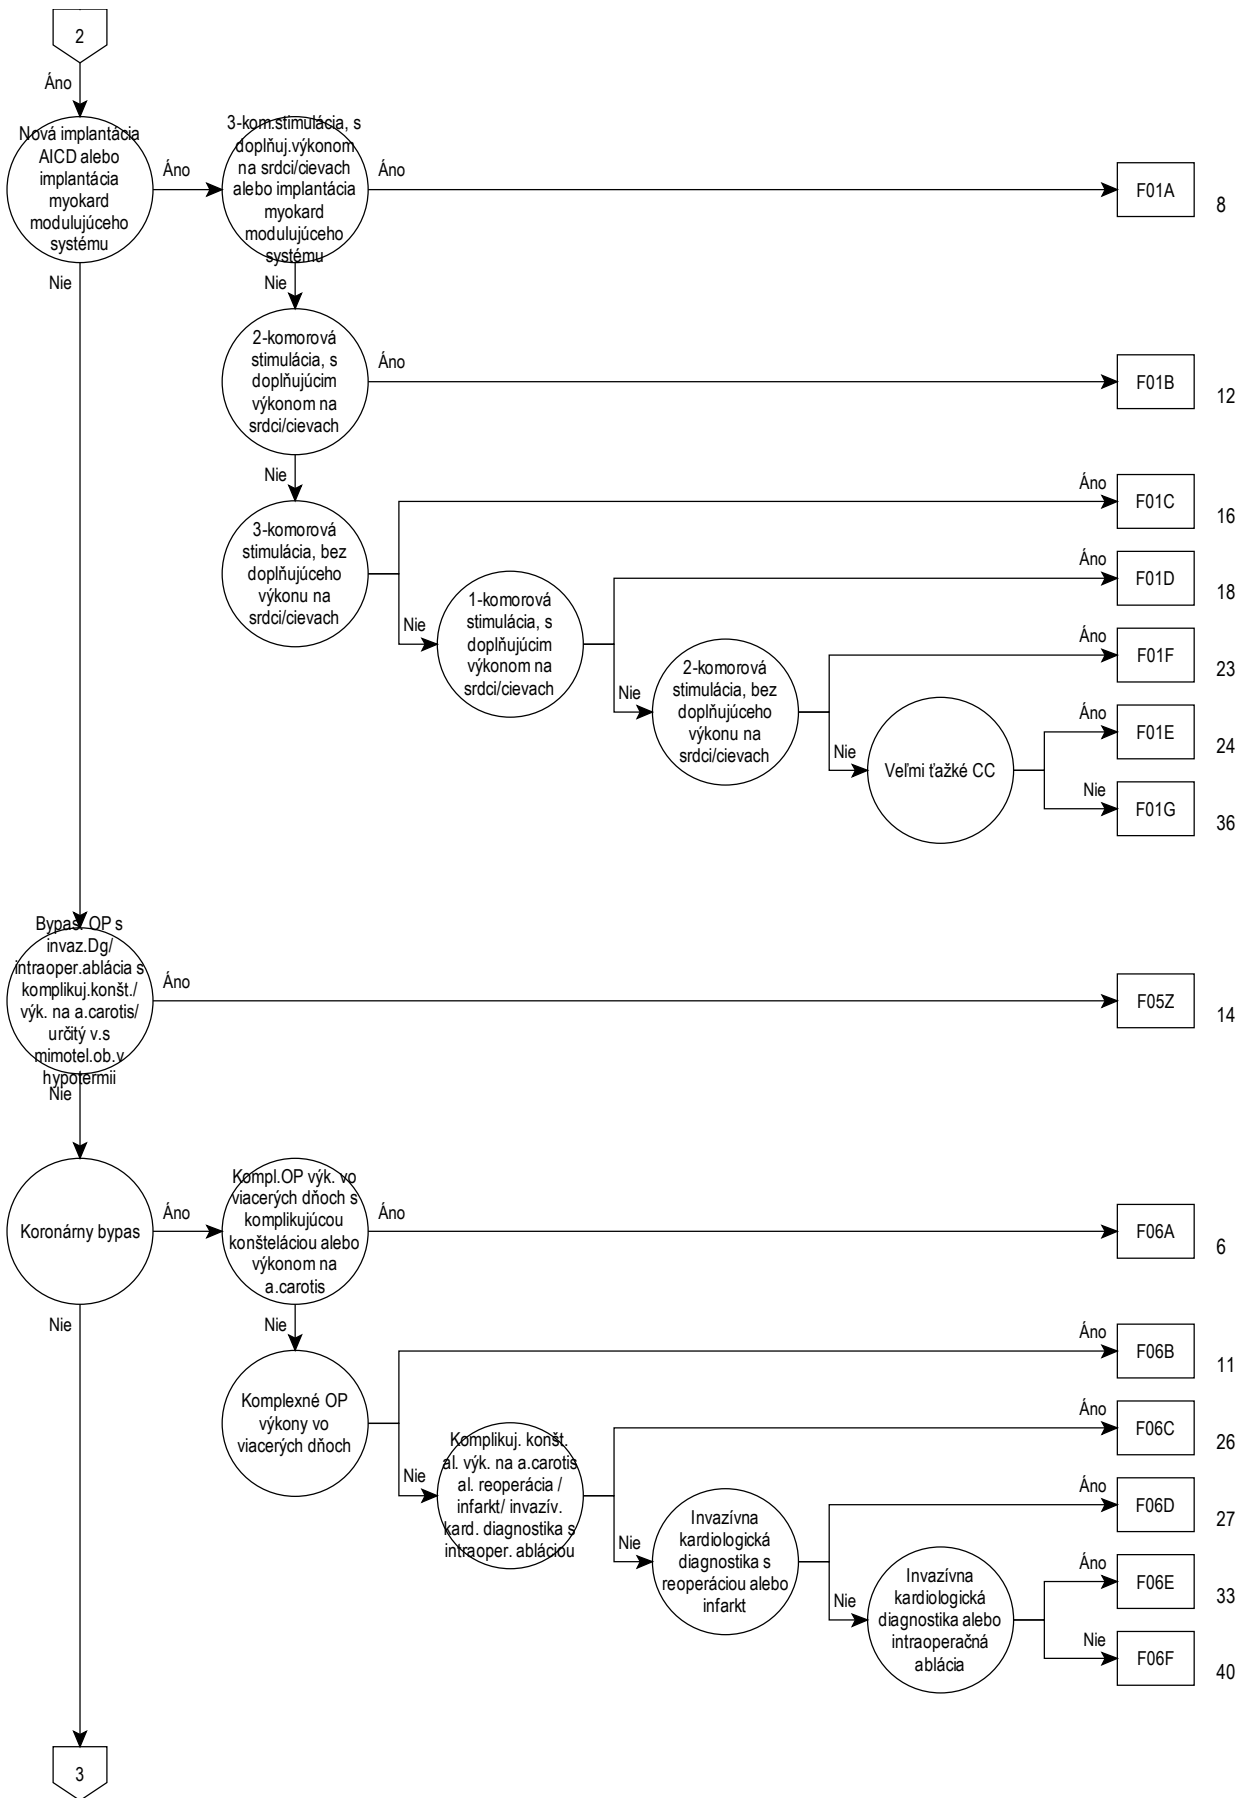 2
Áno
Nová implantácia
AICD alebo
implantácia
myokard
modulujúceho
systému
Áno
3-kom.stimulácia, s
doplňuj.výkonom
na srdci/cievach
alebo implantácia
myokard
modulujúceho
systému
Áno
F01A
8
Nie
Nie
2-komorová
stimulácia, s
doplňujúcim
výkonom na
srdci/cievach
Áno
F01B
12
Nie
3-komorová
stimulácia, bez
doplňujúceho
výkonu na
srdci/cievach
Áno
F01C
16
Nie
1-komorová
stimulácia, s
doplňujúcim
výkonom na
srdci/cievach
Áno
F01D
18
Nie
2-komorová
stimulácia, bez
doplňujúceho
výkonu na
srdci/cievach
Áno
F01F
23
Nie
Veľmi ťažké CC
Áno
F01E
24
Nie
F01G
36
Bypas. OP s
invaz.Dg/
intraoper.ablácia s
komplikuj.konšt./
výk. na a.carotis/
určitý v.s
mimotel.ob.v
hypotermii
Áno
F05Z
14
Nie
Koronárny bypas
Áno
Kompl.OP výk. vo
viacerých dňoch s
komplikujúcou
konšteláciou alebo
výkonom na
a.carotis
Áno
F06A
6
Nie
Nie
Komplexné OP
výkony vo
viacerých dňoch
Áno
F06B
11
Nie
Komplikuj. konšt.
al. výk. na a.carotis
al. reoperácia /
infarkt/ invazív.
kard. diagnostika s
intraoper. abláciou
Áno
F06C
26
Nie
Invazívna
kardiologická
diagnostika s
reoperáciou alebo
infarkt
Áno
F06D
27
Nie
Invazívna
kardiologická
diagnostika alebo
intraoperačná
ablácia
Áno
F06E
33
Nie
F06F
40
3